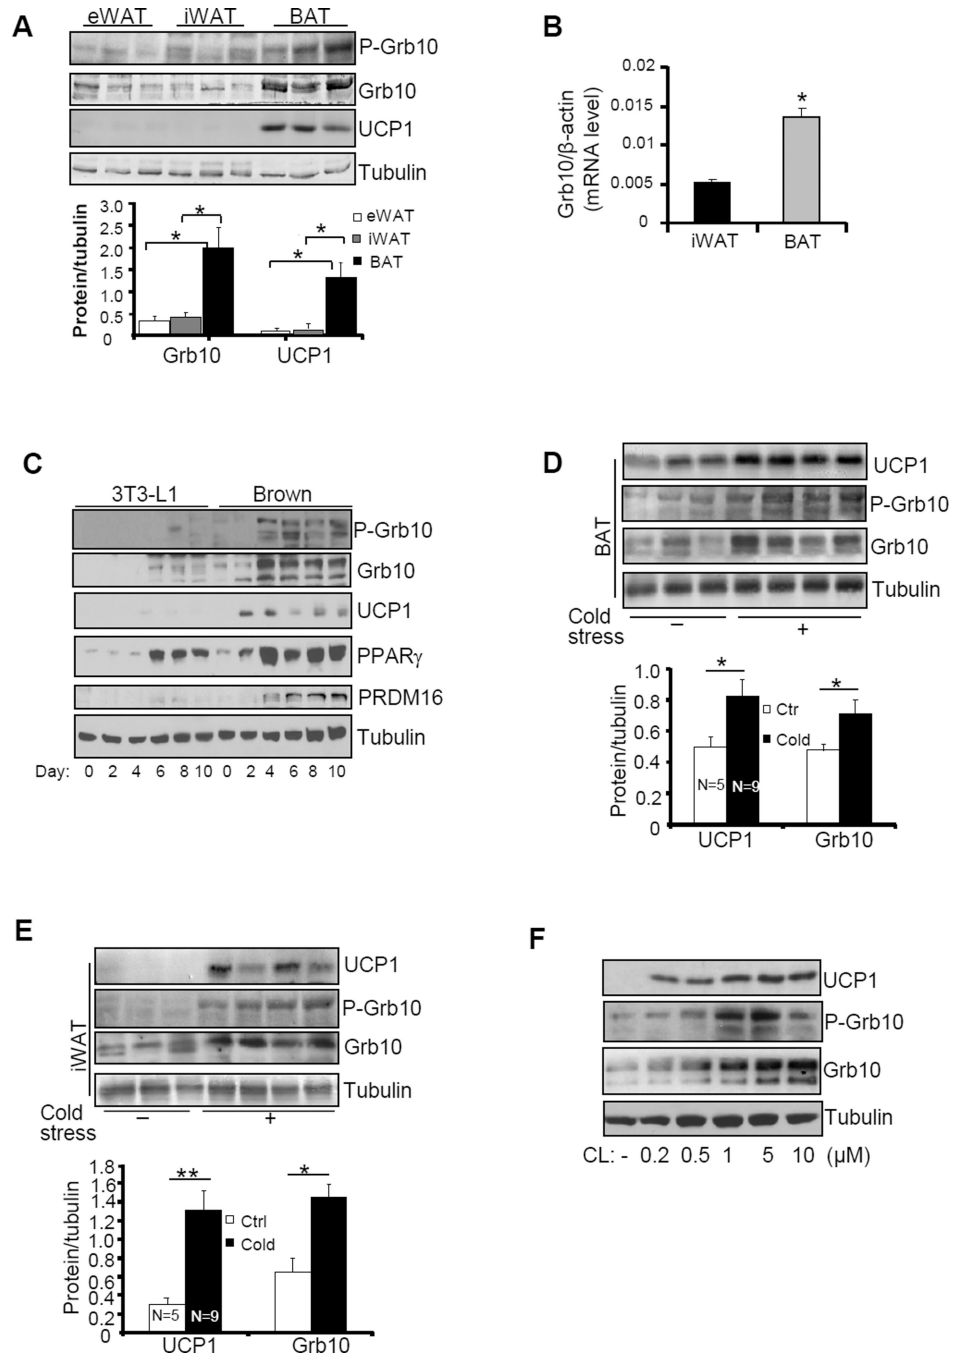 A
eWAT iWAT BAT
P-Grb10
Grb10
UCP1
Tubulin
Protein/tubulin
3.0
2.0
1.5
1.0
0.5
0
* * * *
eWAT
iWAT
BAT
Grb10 UCP1
B
Grb10/β-actin
(mRNA level)
0.02
0.015
0.01
0.005
0
*
iWAT BAT
C
3T3-L1 Brown
P-Grb10
Grb10
UCP1
PPARγ
PRDM16
Tubulin
Day: 0 2 4 6 8 10 0 2 4 6 8 10
D
BAT
UCP1
P-Grb10
Grb10
Tubulin
Cold
stress – +
Protein/tubulin
1.0
0.8
0.6
0.4
0.2
0
* *
Ctr
Cold
N=5 N=9
UCP1 Grb10
E
iWAT
UCP1
P-Grb10
Grb10
Tubulin
Cold
stress – +
Protein/tubulin
1.8
1.6
1.4
1.2
1.0
0.8
0.6
0.4
0.2
0
** *
Ctrl
Cold
N=5 N=9
UCP1 Grb10
F
UCP1
P-Grb10
Grb10
Tubulin
CL: - 0.2 0.5 1 5 10 (μM)